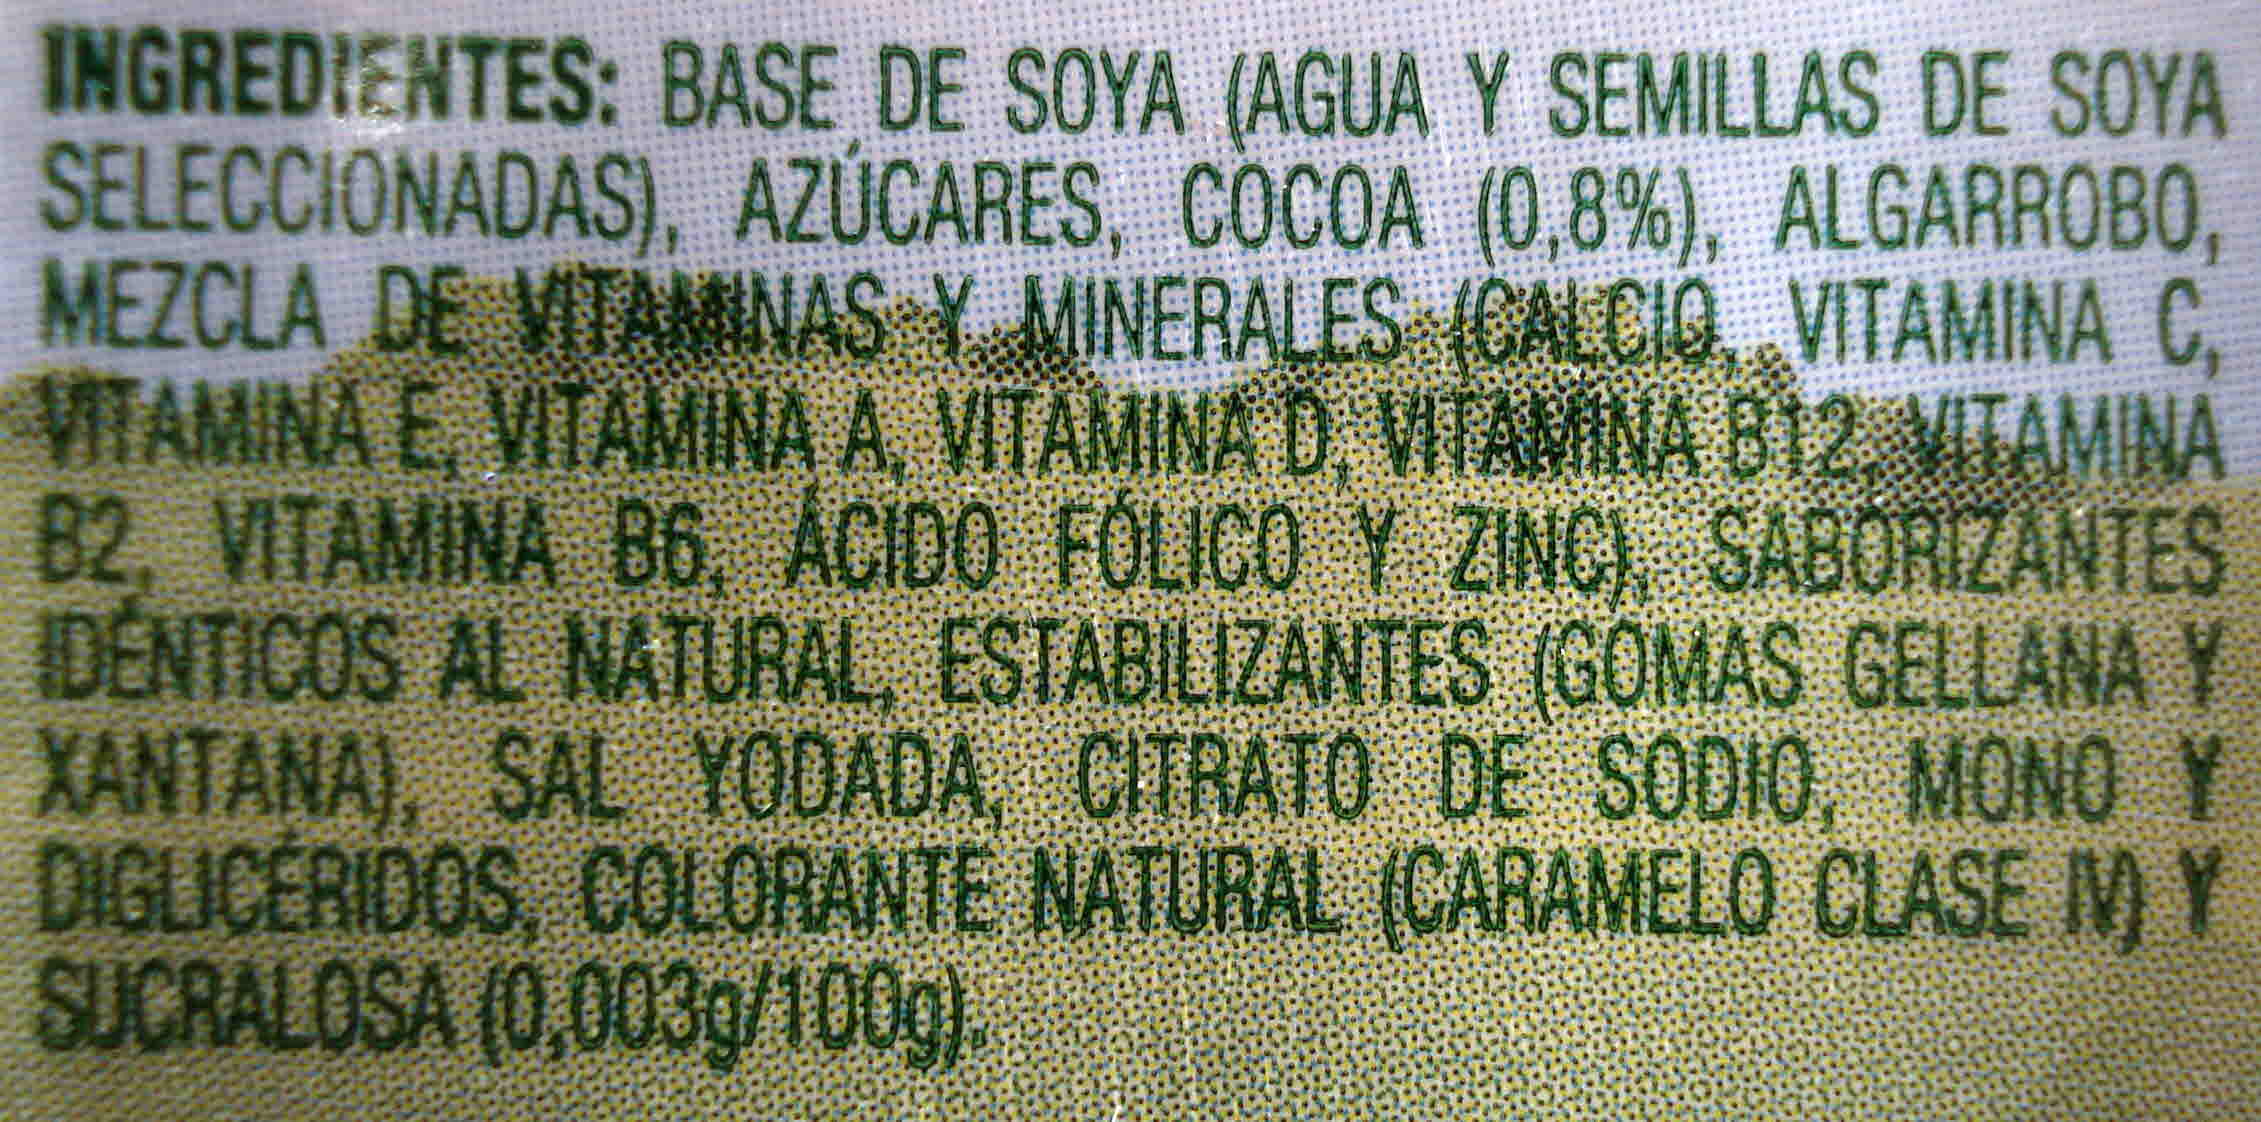 INGREDIENTES: BASE DE SOYA (AGUA Y SEMILLAS DE SOYA
SELECCIONADAS), AZÚCARES, COCOA (0,8%), ALGARROBO,
MEZCLA DE VITAMINAS Y MINERALES (CALCIO, VITAMINA C,
VITAMINA E, VITAMINA A, VITAMINA D, VITAMINA B12, VITAMINA
B2, VITAMINA B6, ÁCIDO FÓLICO Y ZINC), SABORIZANTES
IDÉNTICOS AL NATURAL, ESTABILIZANTES (GOMAS GELLANA Y
XANTANA), SAL YODADA, CITRATO DE SODIO, MONO Y
DIGLICÉRIDOS, COLORANTE NATURAL (CARAMELO CLASE IV) Y
SUCRALOSA (0,003g/100g).